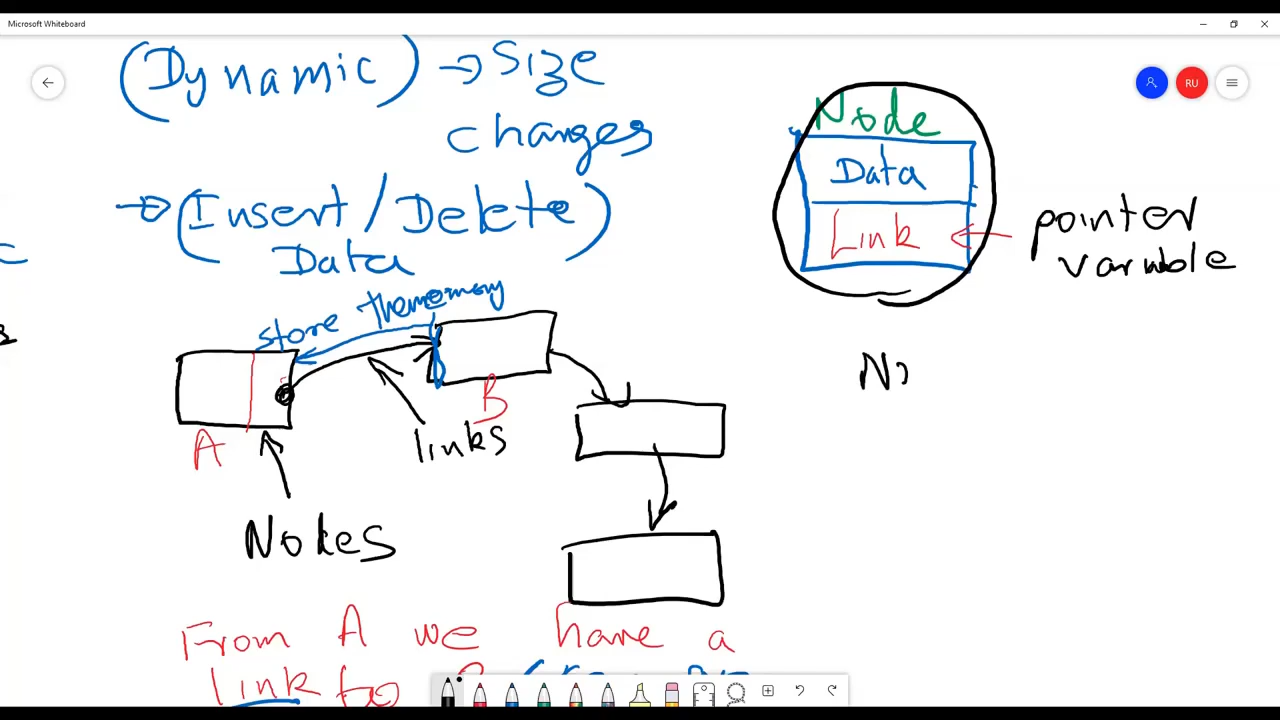 Microsoft Whiteboard
RU
(Dynamic) → Size
changes
→ (Insert / Delete)
Data
Node
Data
Link
pointer
variable
store the memory
A
B
links
Nodes
From A we have a
link to